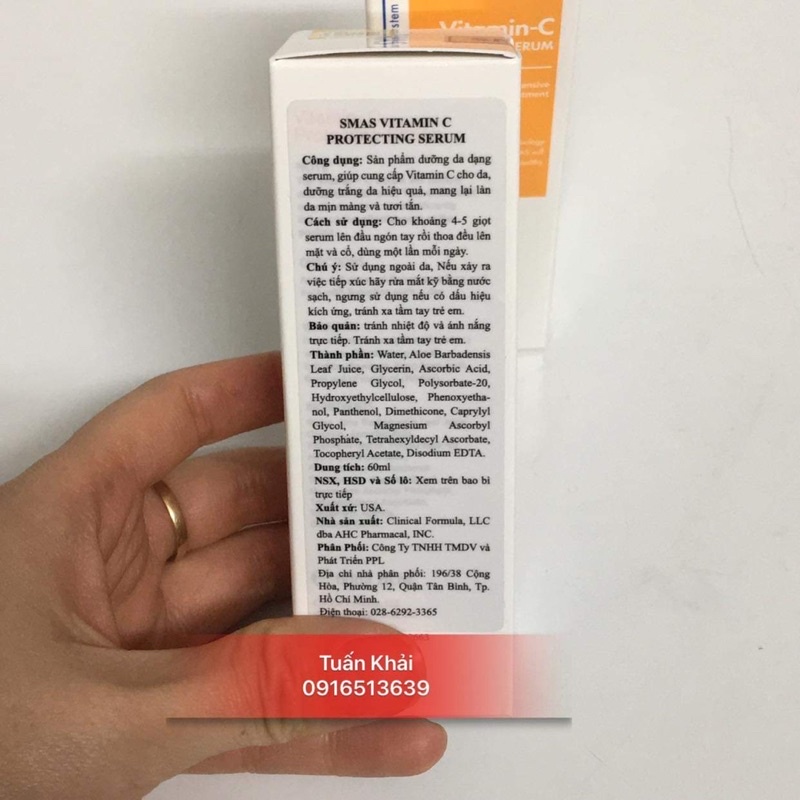 stem
Vitamin-C
ERUM
SMAS VITAMIN C
PROTECTING SERUM
Công dụng: Sản phẩm dưỡng da dạng
serum, giúp cung cấp Vitamin C cho da,
dưỡng trắng da hiệu quả, mang lại làn
da mịn màng và tươi tắn.
Cách sử dụng: Cho khoảng 4-5 giọt
serum lên đầu ngón tay rồi thoa đều lên
mặt và cổ, dùng một lần mỗi ngày.
Chú ý: Sử dụng ngoài da, Nếu xảy ra
việc tiếp xúc hãy rửa mắt kỹ bằng nước
sạch, ngưng sử dụng nếu có dấu hiệu
kích ứng, tránh xa tầm tay trẻ em.
Bảo quản: tránh nhiệt độ và ánh nắng
trực tiếp. Tránh xa tầm tay trẻ em.
Thành phần: Water, Aloe Barbadensis
Leaf Juice, Glycerin, Ascorbic Acid,
Propylene Glycol, Polysorbate-20,
Hydroxyethylcellulose, Phenoxyetha-
nol, Panthenol, Dimethicone, Caprylyl
Glycol, Magnesium Ascorbyl
Phosphate, Tetrahexyldecyl Ascorbate,
Tocopheryl Acetate, Disodium EDTA.
Dung tích: 60ml
NSX, HSD và Số lô: Xem trên bao bì
trực tiếp
Xuất xứ: USA.
Nhà sản xuất: Clinical Formula, LLC
dba AHC Pharmacal, INC.
Phân Phối: Công Ty TNHH TMDV và
Phát Triển PPL
Địa chỉ nhà phân phối: 196/38 Cộng
Hòa, Phường 12, Quận Tân Bình, Tp.
Hồ Chí Minh.
Điện thoại: 028-6292-3365
Tuấn Khải
0916513639